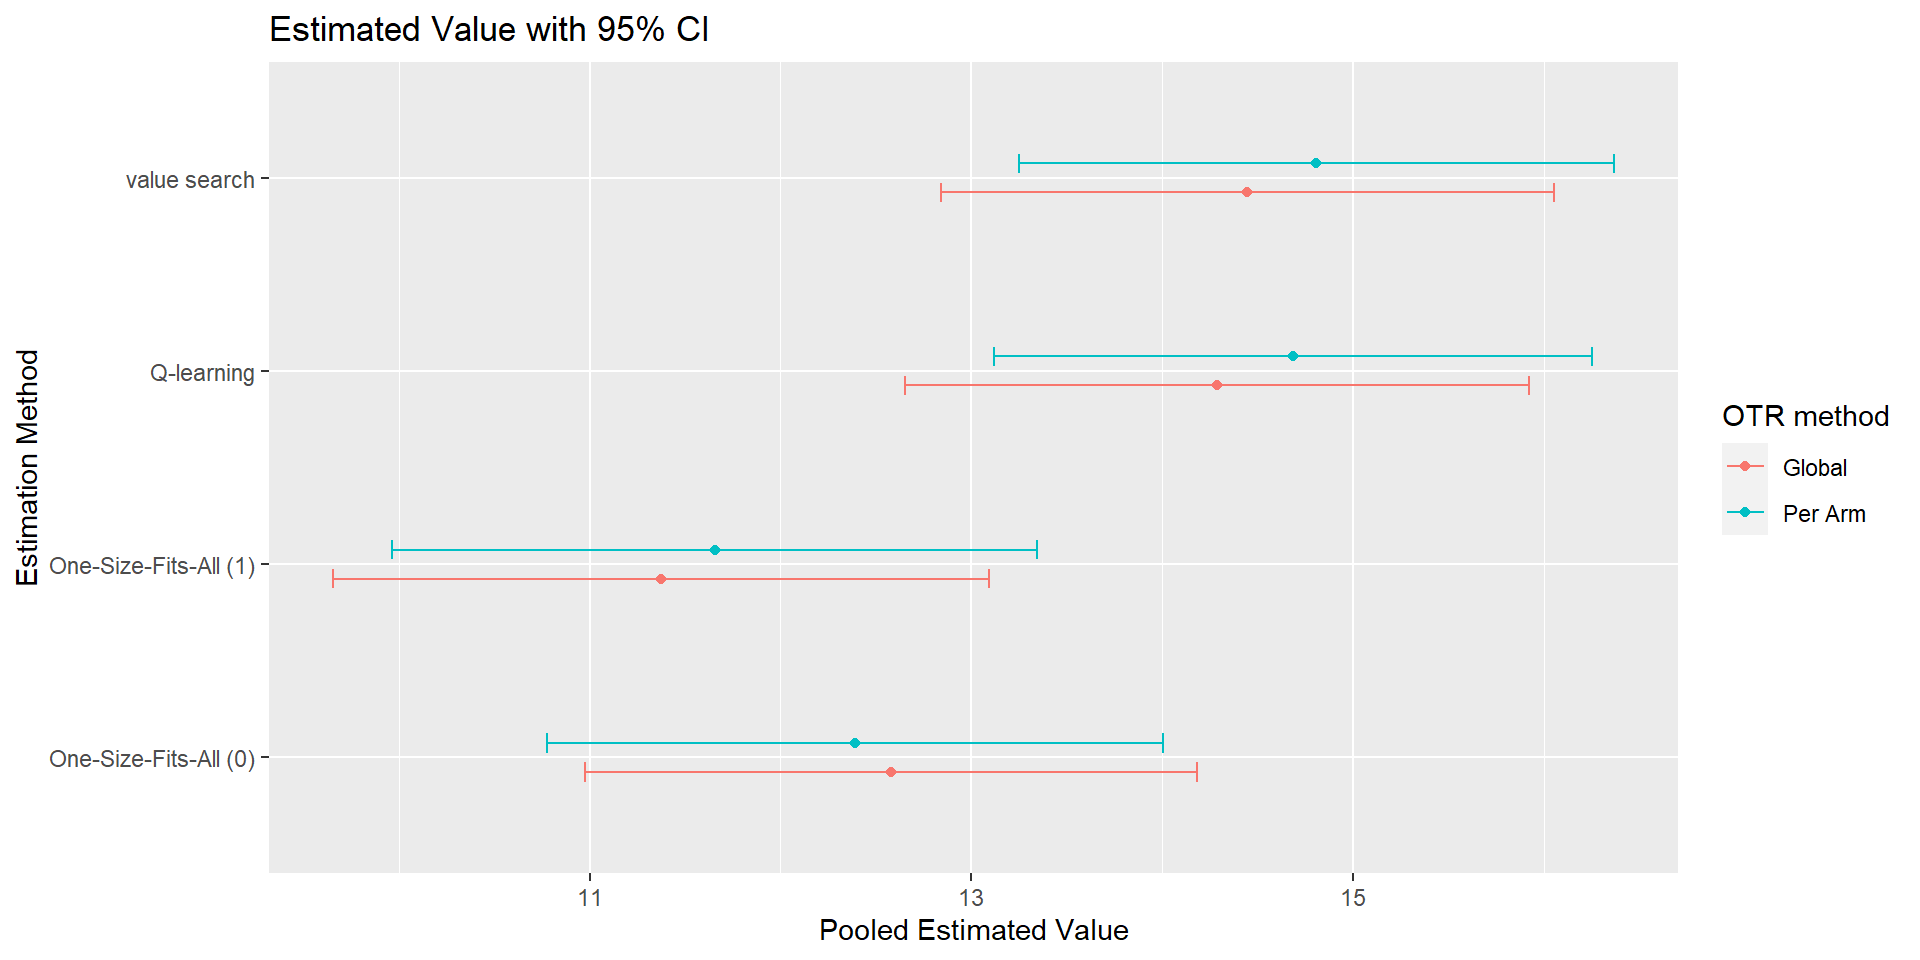 Estimated Value with 95% CI
Estimation Method
value search
Q-learning
One-Size-Fits-All (1)
One-Size-Fits-All (0)
11
13
15
Pooled Estimated Value
OTR method
Global
Per Arm